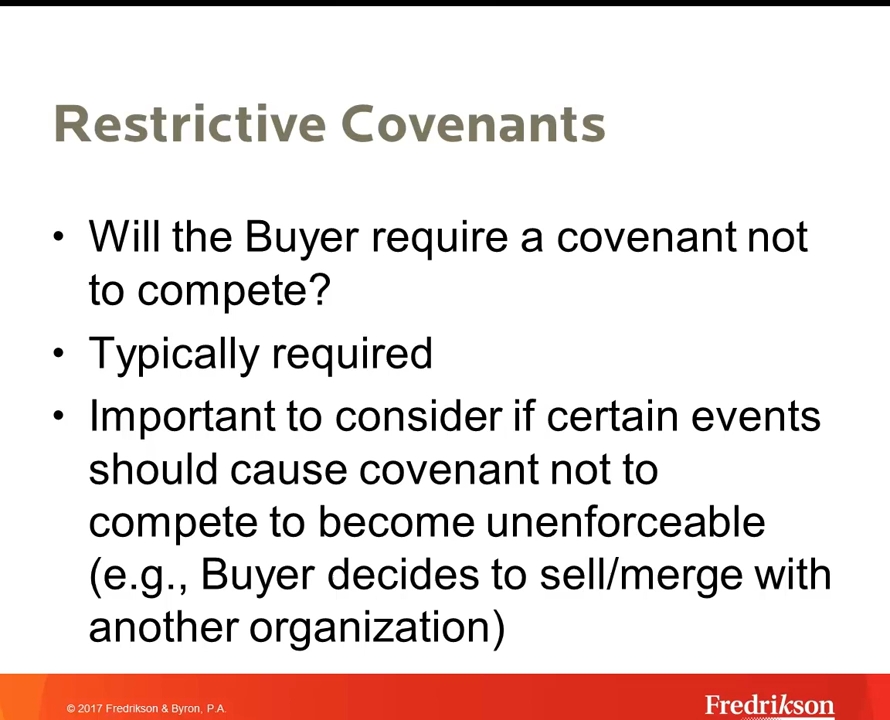 Restrictive Covenants
• Will the Buyer require a covenant not
to compete?
• Typically required
• Important to consider if certain events
should cause covenant not to
compete to become unenforceable
(e.g., Buyer decides to sell/merge with
another organization)
© 2017 Fredrikson & Byron, P.A.
Fredrikson